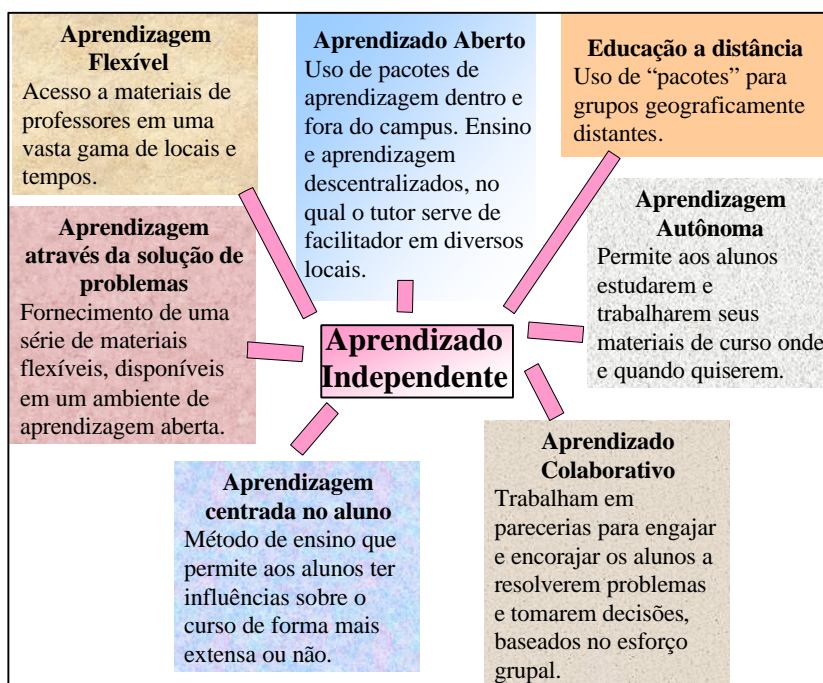 Aprendizagem
Flexível
Acesso a materiais de
professores em uma
vasta gama de locais e
tempos.
Aprendizado Aberto
Uso de pacotes de
aprendizagem dentro e
fora do campus. Ensino
e aprendizagem
descentralizados, no
qual o tutor serve de
facilitador em diversos
locais.
Educação a distância
Uso de “pacotes” para
grupos geograficamente
distantes.
Aprendizagem
através da solução de
problemas
Fornecimento de uma
série de materiais
flexíveis, disponíveis
em um ambiente de
aprendizagem aberta.
Aprendizado
Independente
Aprendizagem
Autônoma
Permite aos alunos
estudarem e
trabalharem seus
materiais de curso onde
e quando quiserem.
Aprendizagem
centrada no aluno
Método de ensino que
permite aos alunos ter
influências sobre o
curso de forma mais
extensa ou não.
Aprendizado
Colaborativo
Trabalham em
parecerias para engajar
e encorajar os alunos a
resolverem problemas
e tomarem decisões,
baseados no esforço
grupal.